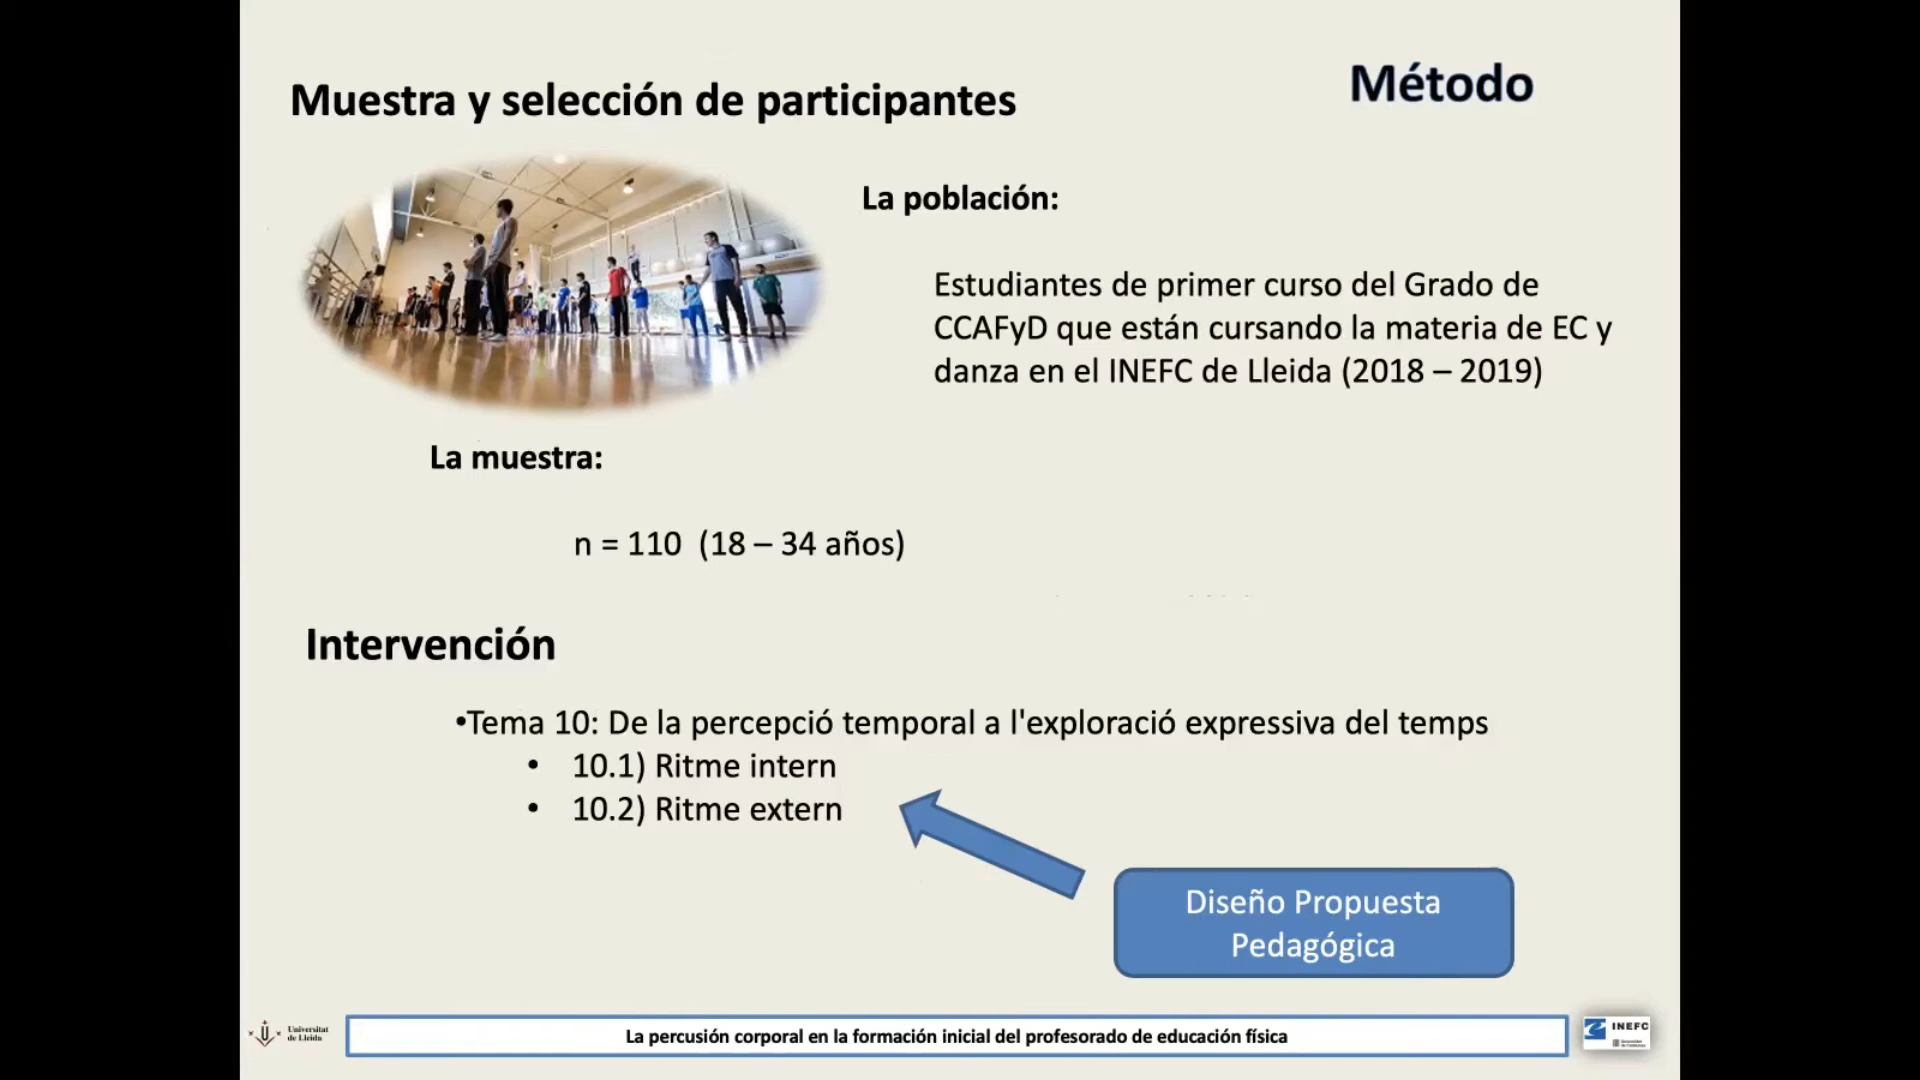 Método
Muestra y selección de participantes
La población:
Estudiantes de primer curso del Grado de
CCAFyD que están cursando la materia de EC y
danza en el INEFC de Lleida (2018 – 2019)
La muestra:
n = 110 (18 – 34 años)
Intervención
•Tema 10: De la percepció temporal a l'exploració expressiva del temps
• 10.1) Ritme intern
• 10.2) Ritme extern
Diseño Propuesta
Pedagógica
Universitat
de Lleida
La percusión corporal en la formación inicial del profesorado de educación física
INEFC